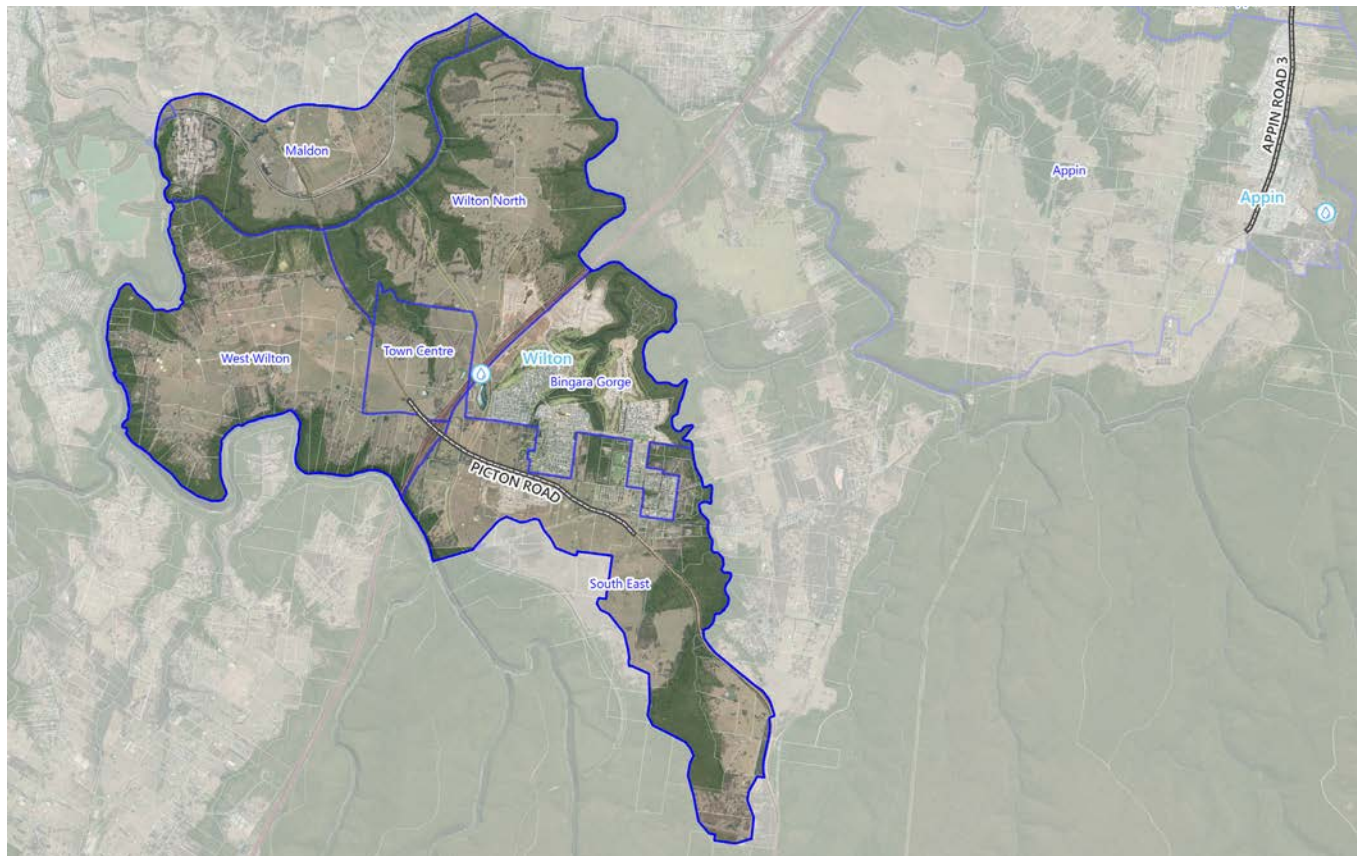 APPIN ROAD 3
Maldon
Appin
Wilton North
Appin
West Wilton
Town Centre
Wilton
Bingara Gorge
PICTON ROAD
South East